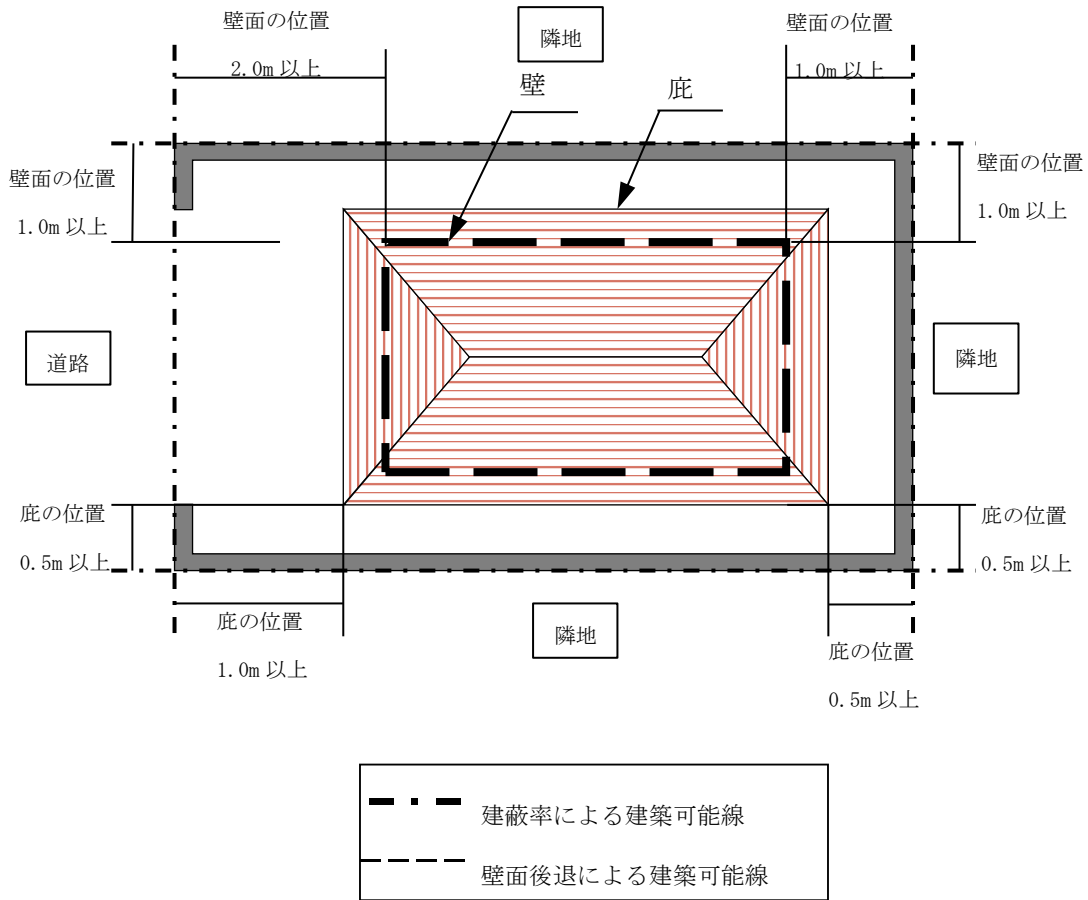 壁面の位置
2.0m 以上
隣地
壁面の位置
1.0m 以上
壁
庇
壁面の位置
1.0m 以上
壁面の位置
1.0m 以上
道路
隣地
庇の位置
0.5m 以上
庇の位置
0.5m 以上
庇の位置
1.0m 以上
隣地
庇の位置
0.5m 以上
建蔽率による建築可能線
壁面後退による建築可能線